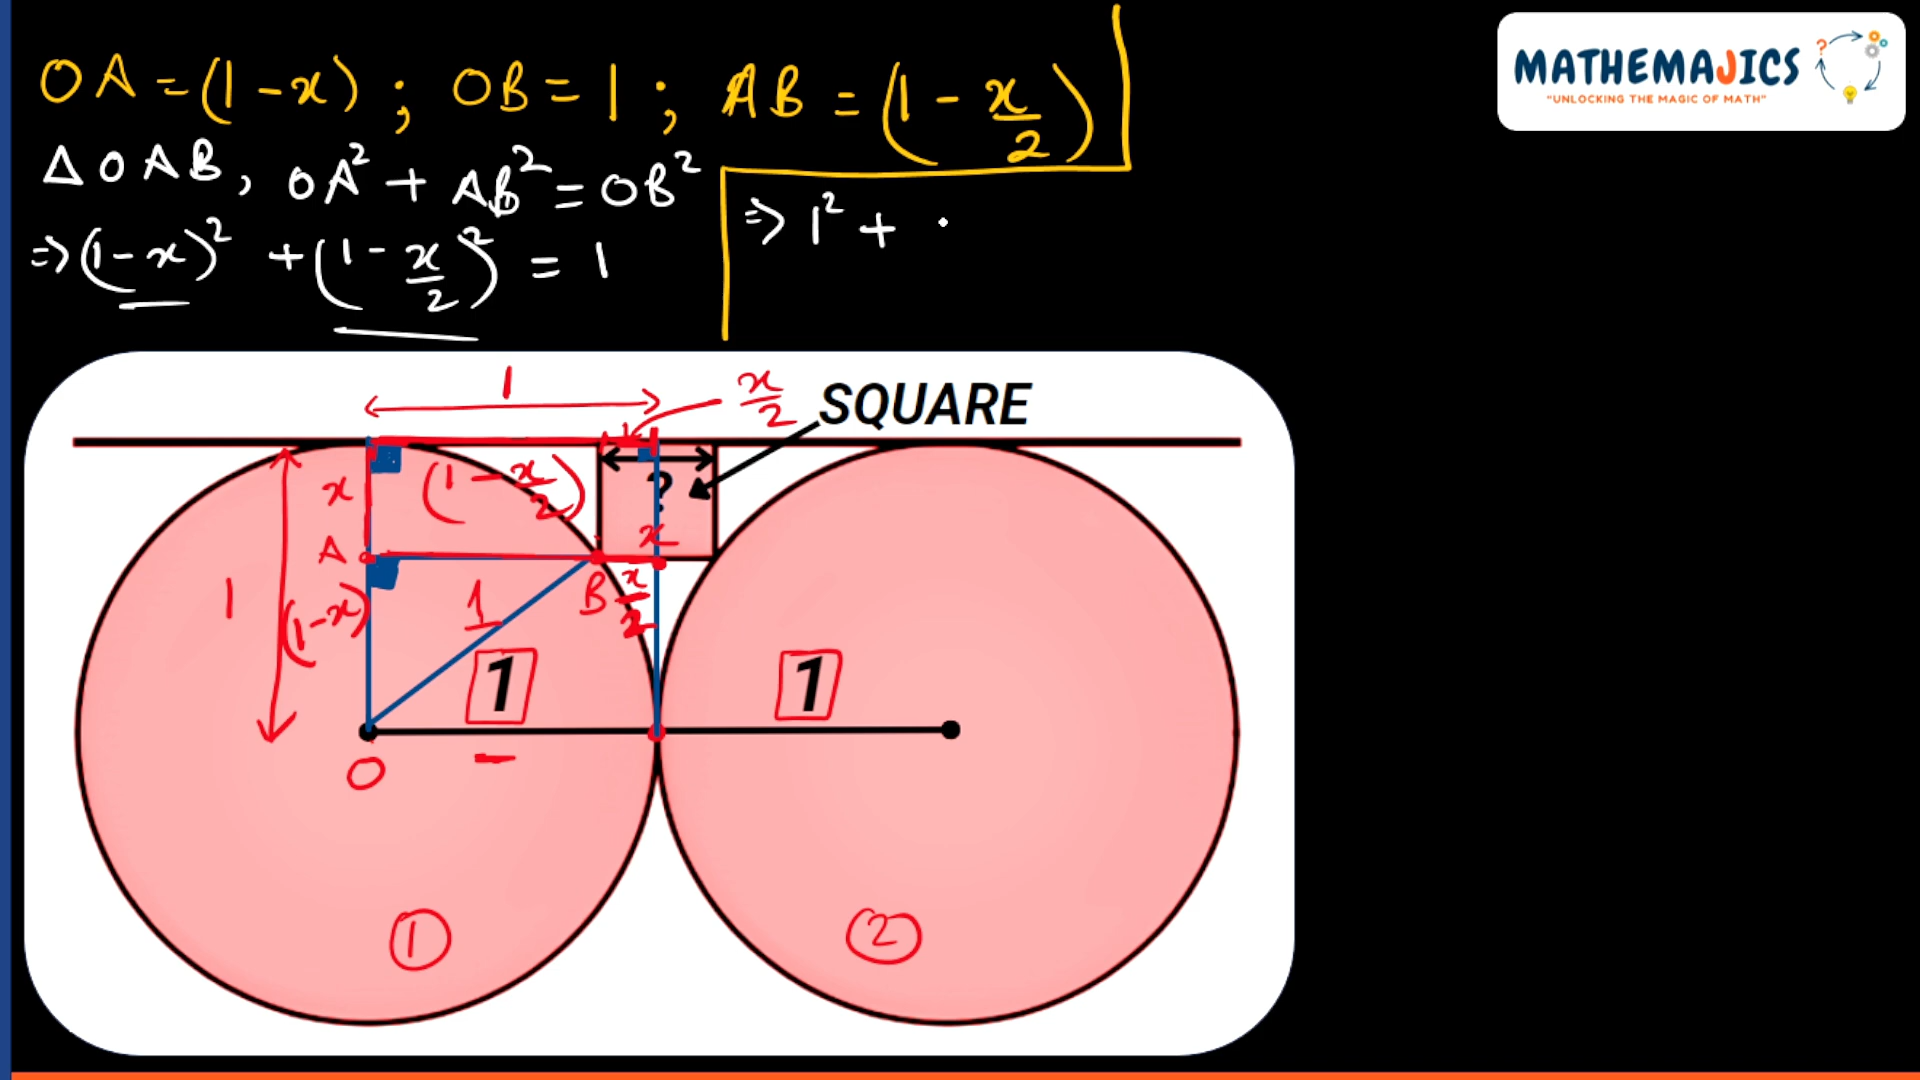 OA = (1 - x) ; OB = 1 ; AB = (1 - x/2)
MATHEMAJICS
"UNLOCKING THE MAGIC OF MATH"
?
Δ OAB, OA² + AB² = OB²
⇒ (1 - x)² + (1 - x/2)² = 1
⇒ 1² +
1
x/2
SQUARE
x
(1 - x/2)
?
A
x
1
(1-x)
1
B
x/2
1
1
O
1
2